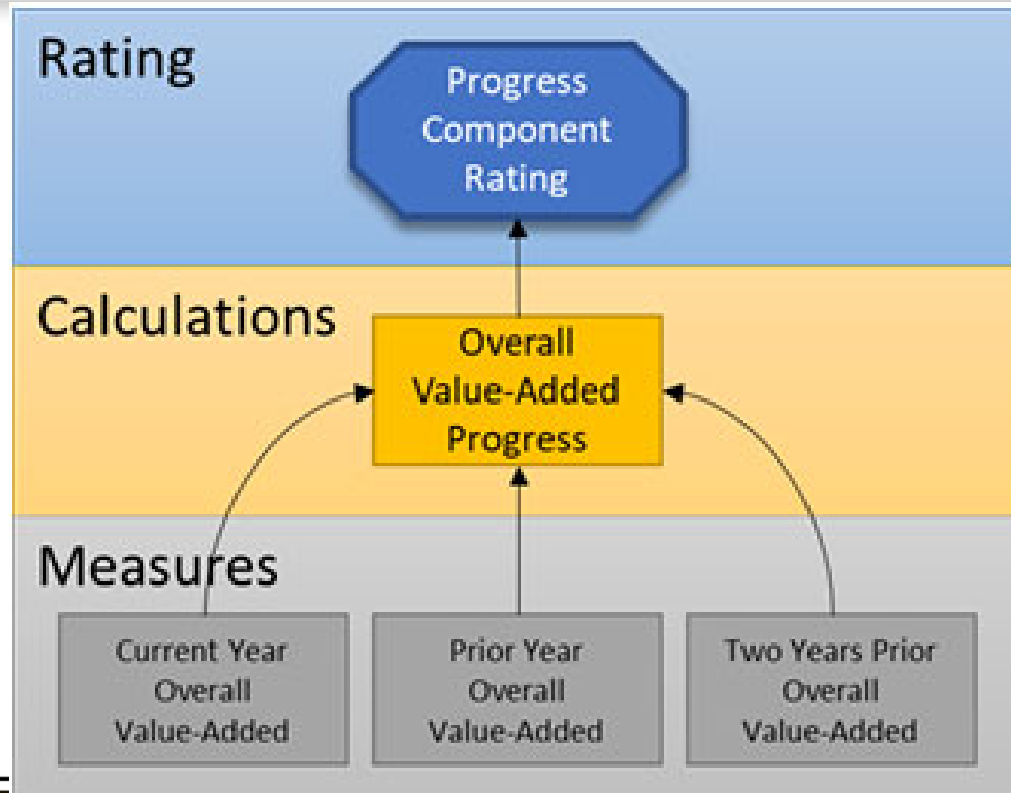 Rating
Progress
Component
Rating
Calculations
Overall
Value-Added
Progress
Measures
Current Year
Overall
Value-Added
Prior Year
Overall
Value-Added
Two Years Prior
Overall
Value-Added